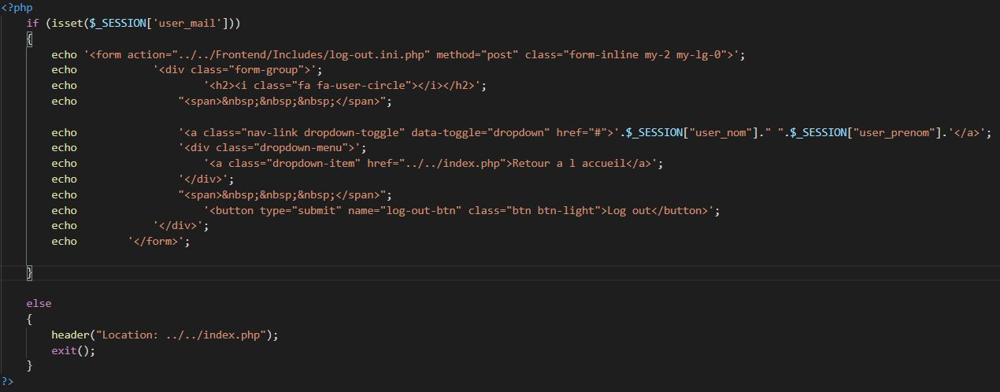 <?php
    if (isset($_SESSION['user_mail']))
    {
        echo '<form action="../../Frontend/Includes/log-out.ini.php" method="post" class="form-inline my-2 my-lg-0">';
        echo            '<div class="form-group">';
        echo                    '<h2><i class="fa fa-user-circle"></i></h2>';
        echo                "<span>&nbsp;&nbsp;&nbsp;</span>";
        echo                '<a class="nav-link dropdown-toggle" data-toggle="dropdown" href="#">'.$_SESSION["user_nom"]." ".$_SESSION["user_prenom"].'</a>';
        echo                '<div class="dropdown-menu">';
        echo                    '<a class="dropdown-item" href="../../index.php">Retour a l accueil</a>';
        echo                '</div>';
        echo                "<span>&nbsp;&nbsp;&nbsp;</span>";
        echo                    '<button type="submit" name="log-out-btn" class="btn btn-light">Log out</button>';
        echo            '</div>';
        echo        '</form>';
    }
    else
    {
        header("Location: ../../index.php");
        exit();
    }
?>